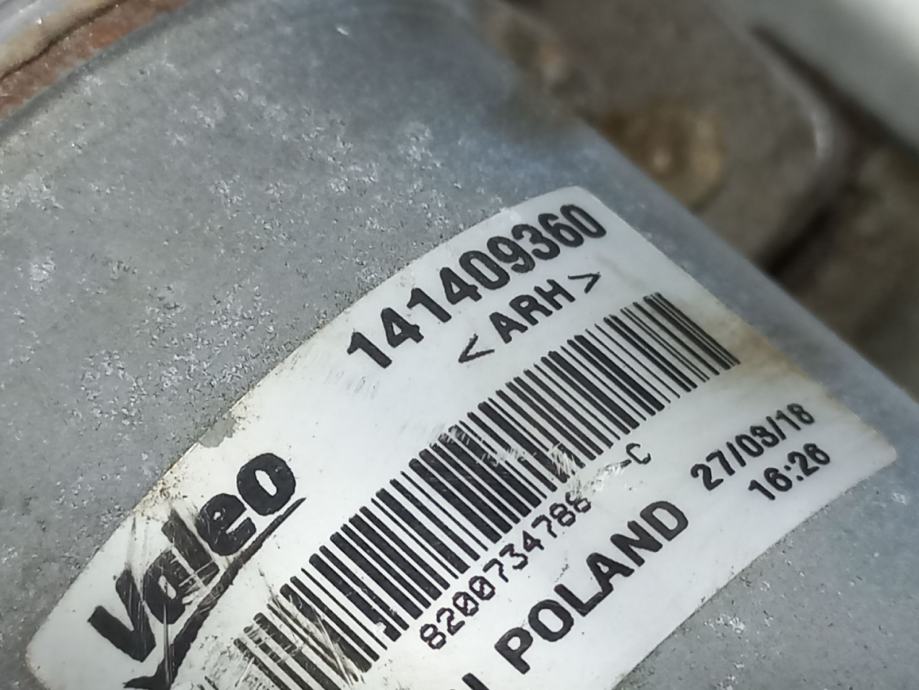 141409360
<ARH>
Valeo
8200734786 -C
POLAND
27/09/18
16:26